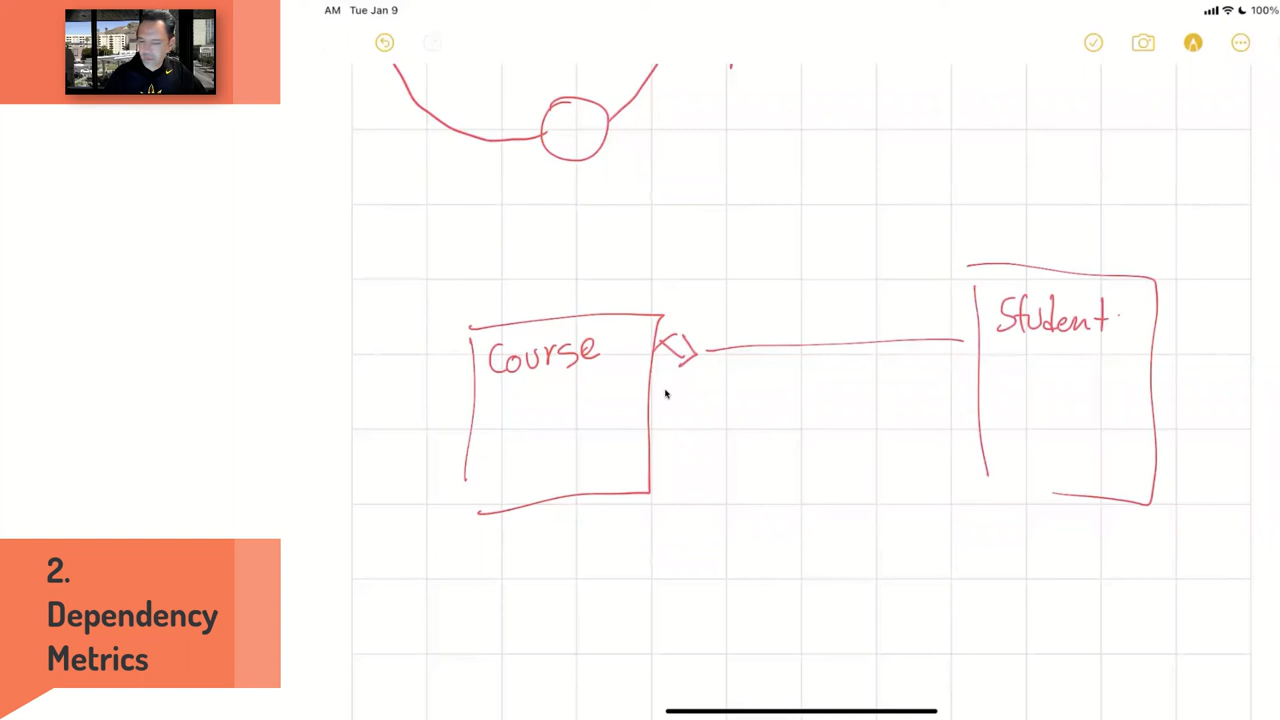 AM Tue Jan 9
100%
Course
Student
2.
Dependency
Metrics